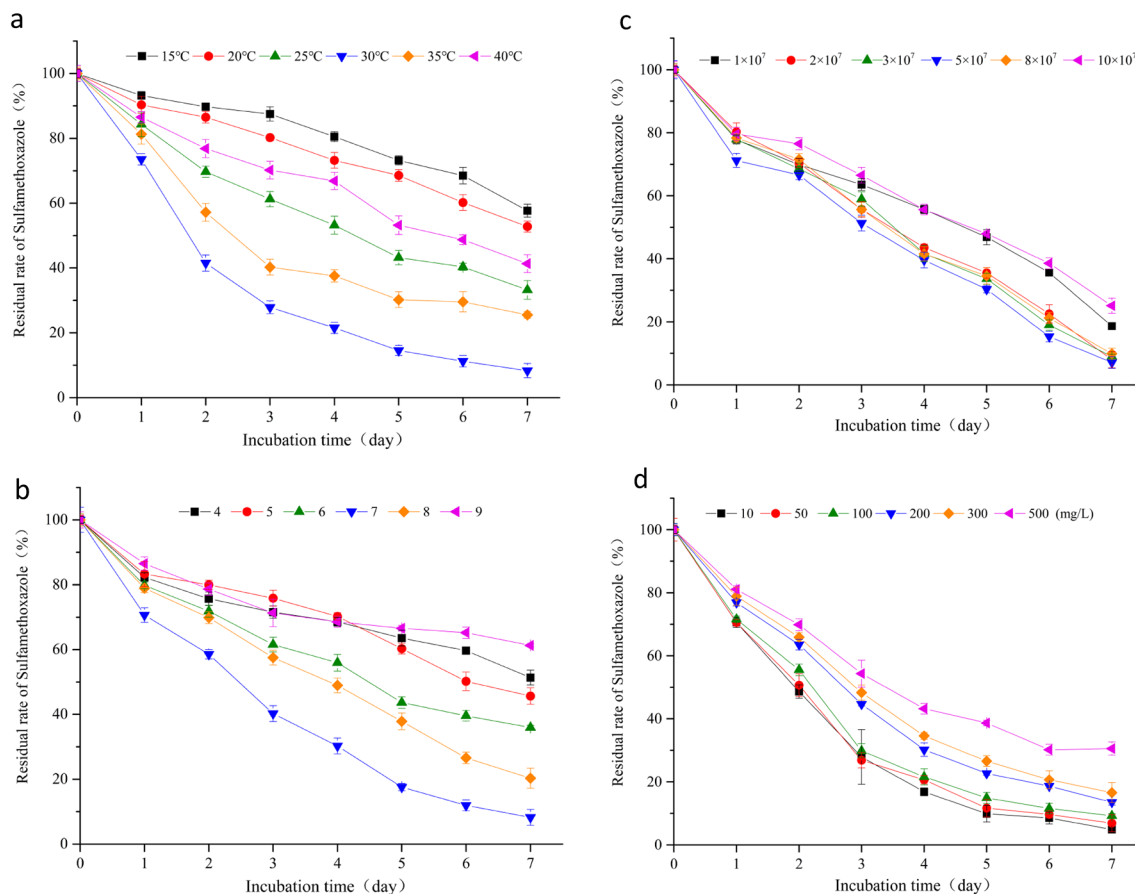 a
15℃ 20℃ 25℃ 30℃ 35℃ 40℃
Residual rate of Sulfamethoxazole（%）
100
80
60
40
20
0
0 1 2 3 4 5 6 7
Incubation time（day）
c
1×10⁷ 2×10⁷ 3×10⁷ 5×10⁷ 8×10⁷ 10×10⁷
Residual rate of Sulfamethoxazole（%）
100
80
60
40
20
0
0 1 2 3 4 5 6 7
Incubation time（day）
b
4 5 6 7 8 9
Residual rate of Sulfamethoxazole（%）
100
80
60
40
20
0
0 1 2 3 4 5 6 7
Incubation time（day）
d
10 50 100 200 300 500 (mg/L)
Residual rate of Sulfamethoxazole（%）
100
80
60
40
20
0
0 1 2 3 4 5 6 7
Incubation time（day）